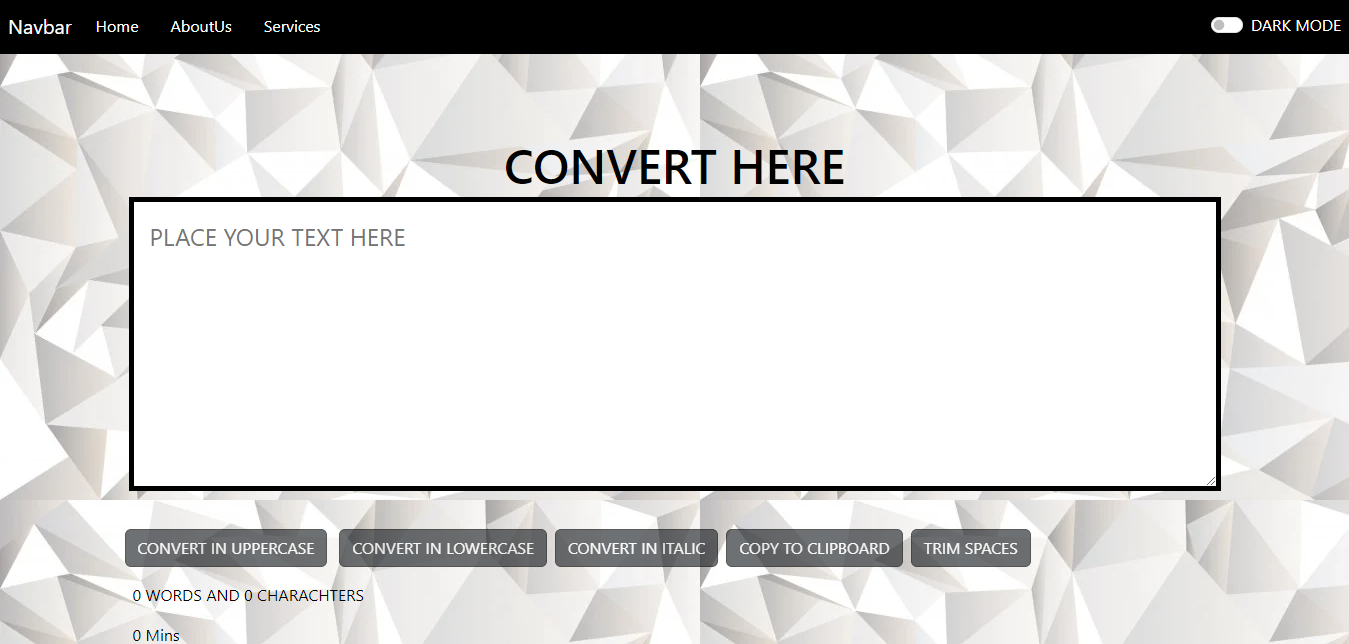 Navbar Home AboutUs Services DARK MODE
CONVERT HERE
PLACE YOUR TEXT HERE
CONVERT IN UPPERCASE CONVERT IN LOWERCASE CONVERT IN ITALIC COPY TO CLIPBOARD TRIM SPACES
0 WORDS AND 0 CHARACHTERS
0 Mins